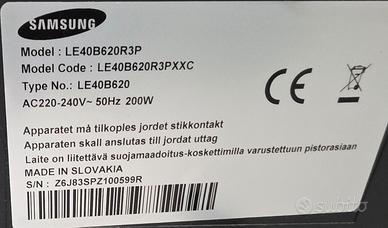 SAMSUNG
Model : LE40B620R3P
Model Code : LE40B620R3PXXC
Type No.: LE40B620
AC220-240V~ 50Hz 200W
CE
Apparatet må tilkoples jordet stikkontakt
Apparaten skall anslutas till jordat uttag
Laite on liitettävä suojamaadoitus-koskettimilla varustettuun pistorasiaan
MADE IN SLOVAKIA
S/N : Z6J83SPZ100599R
subito